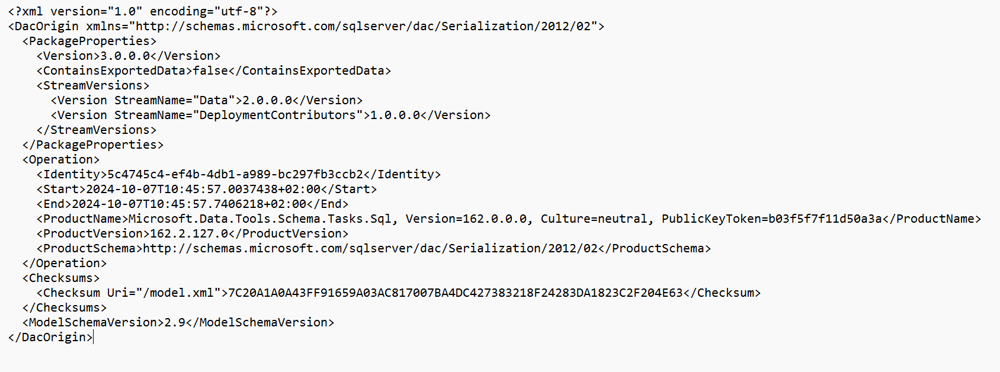 <?xml version="1.0" encoding="utf-8"?>
<DacOrigin xmlns="http://schemas.microsoft.com/sqlserver/dac/Serialization/2012/02">
  <PackageProperties>
    <Version>3.0.0.0</Version>
    <ContainsExportedData>false</ContainsExportedData>
    <StreamVersions>
      <Version StreamName="Data">2.0.0.0</Version>
      <Version StreamName="DeploymentContributors">1.0.0.0</Version>
    </StreamVersions>
  </PackageProperties>
  <Operation>
    <Identity>5c4745c4-ef4b-4db1-a989-bc297fb3ccb2</Identity>
    <Start>2024-10-07T10:45:57.0037438+02:00</Start>
    <End>2024-10-07T10:45:57.7406218+02:00</End>
    <ProductName>Microsoft.Data.Tools.Schema.Tasks.Sql, Version=162.0.0.0, Culture=neutral, PublicKeyToken=b03f5f7f11d50a3a</ProductName>
    <ProductVersion>162.2.127.0</ProductVersion>
    <ProductSchema>http://schemas.microsoft.com/sqlserver/dac/Serialization/2012/02</ProductSchema>
  </Operation>
  <Checksums>
    <Checksum Uri="/model.xml">7C20A1A0A43FF91659A03AC817007BA4DC427383218F24283DA1823C2F204E63</Checksum>
  </Checksums>
  <ModelSchemaVersion>2.9</ModelSchemaVersion>
</DacOrigin>